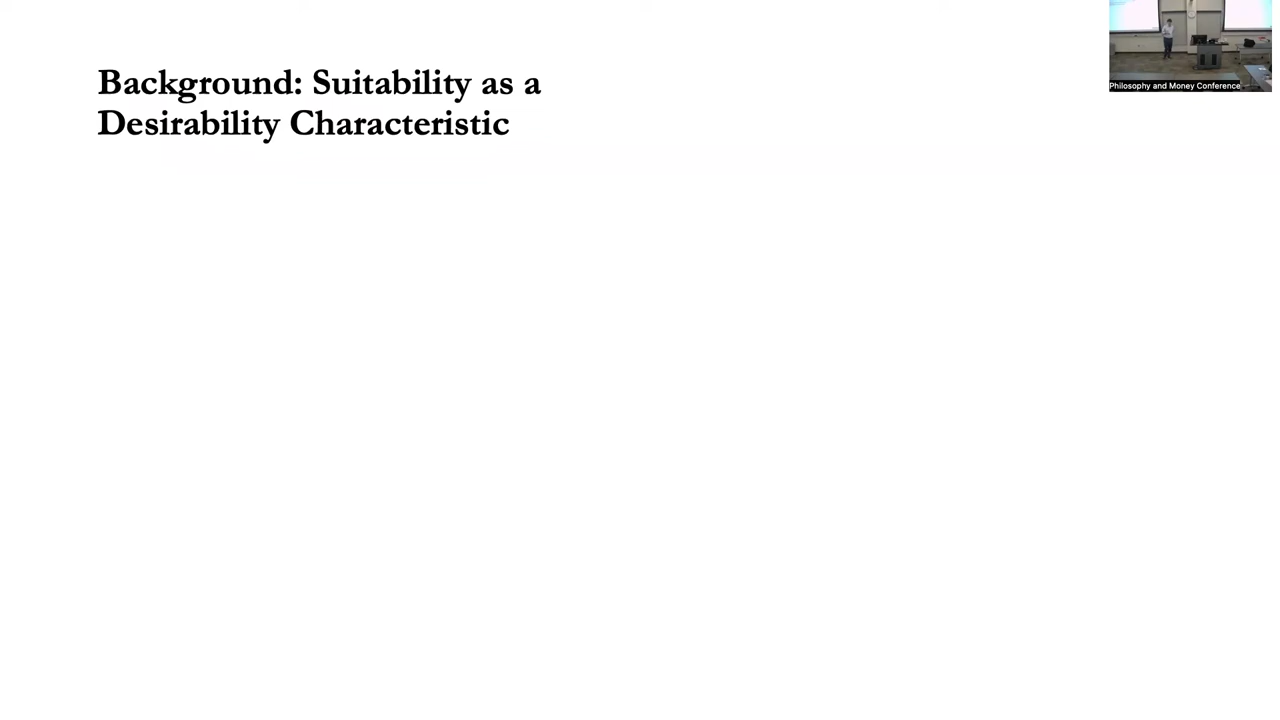 Background: Suitability as a
Desirability Characteristic
Philosophy and Money Conference